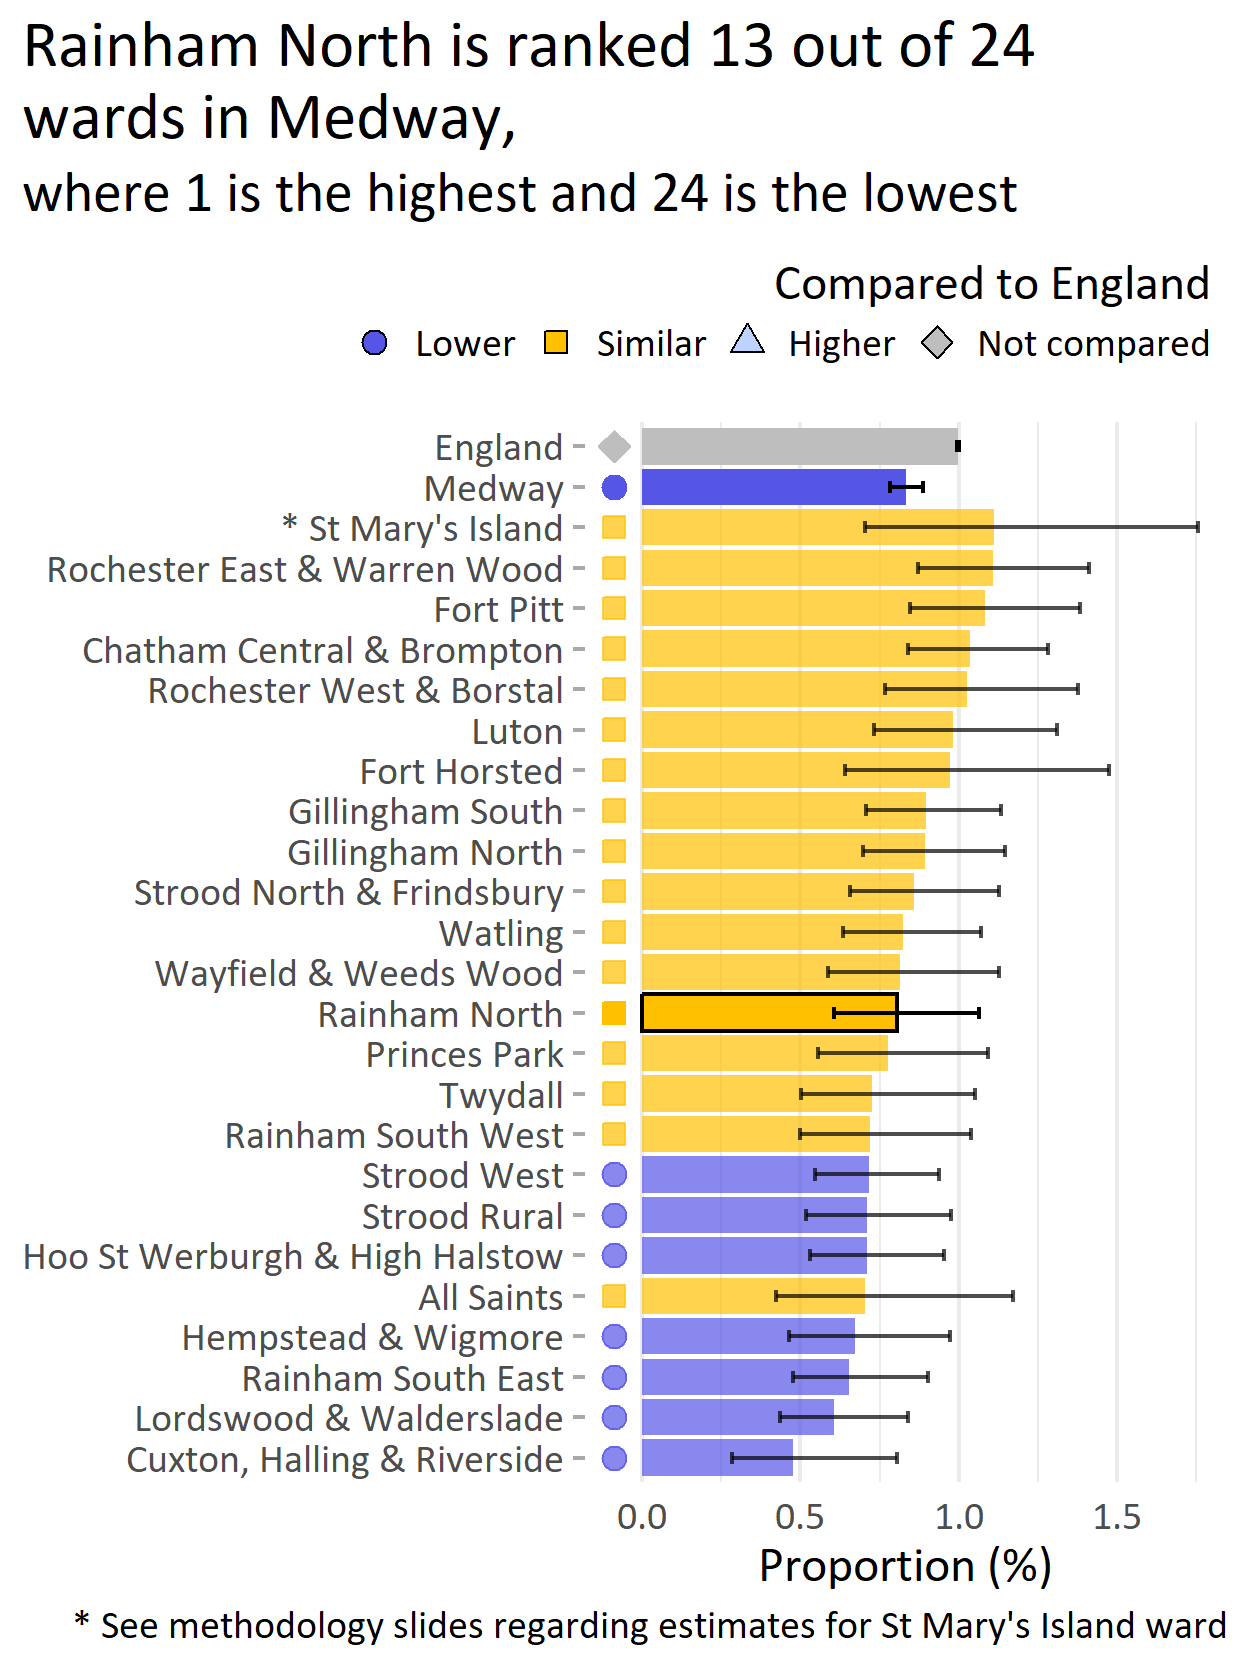 Rainham North is ranked 13 out of 24
wards in Medway,
where 1 is the highest and 24 is the lowest
Compared to England
Lower Similar Higher Not compared
England
Medway
* St Mary's Island
Rochester East & Warren Wood
Fort Pitt
Chatham Central & Brompton
Rochester West & Borstal
Luton
Fort Horsted
Gillingham South
Gillingham North
Strood North & Frindsbury
Watling
Wayfield & Weeds Wood
Rainham North
Princes Park
Twydall
Rainham South West
Strood West
Strood Rural
Hoo St Werburgh & High Halstow
All Saints
Hempstead & Wigmore
Rainham South East
Lordswood & Walderslade
Cuxton, Halling & Riverside
0.0 0.5 1.0 1.5
Proportion (%)
* See methodology slides regarding estimates for St Mary's Island ward